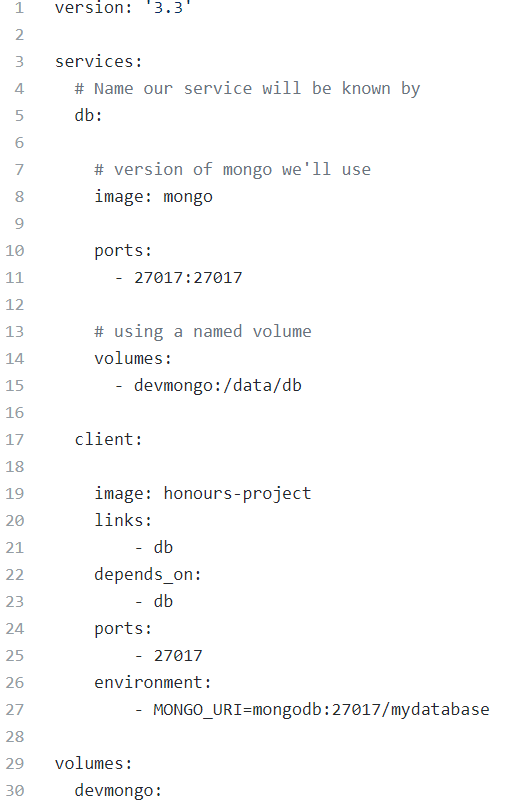 1 version: '3.3'
2
3 services:
4 # Name our service will be known by
5 db:
6
7 # version of mongo we'll use
8 image: mongo
9
10 ports:
11 - 27017:27017
12
13 # using a named volume
14 volumes:
15 - devmongo:/data/db
16
17 client:
18
19 image: honours-project
20 links:
21 - db
22 depends_on:
23 - db
24 ports:
25 - 27017
26 environment:
27 - MONGO_URI=mongodb:27017/mydatabase
28
29 volumes:
30 devmongo: